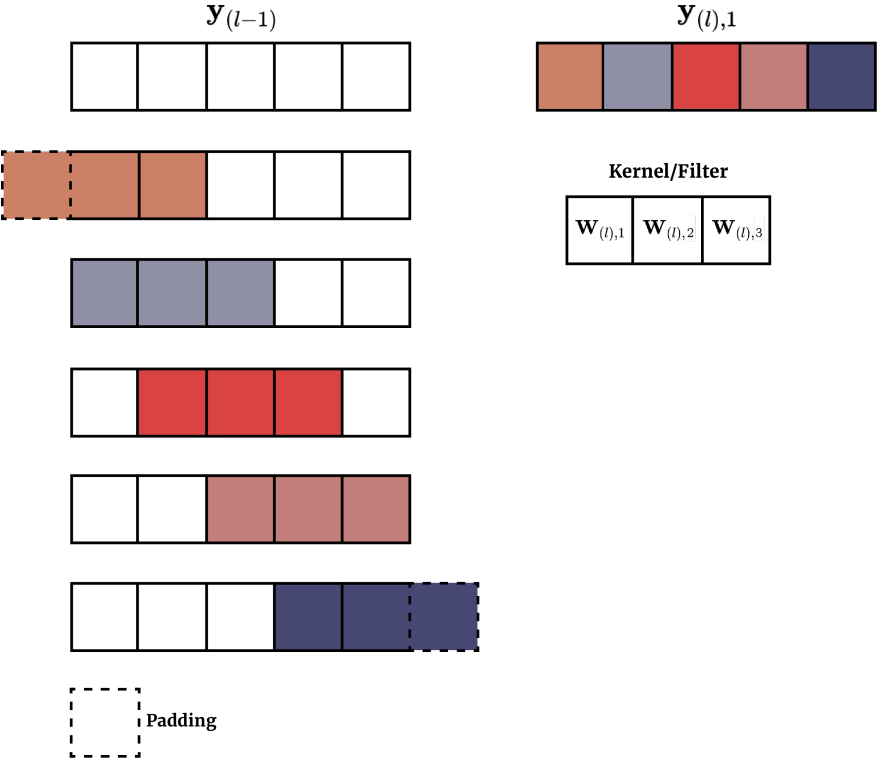 y(l−1)
y(l),1
Kernel/Filter
w(l),1 w(l),2 w(l),3
Padding